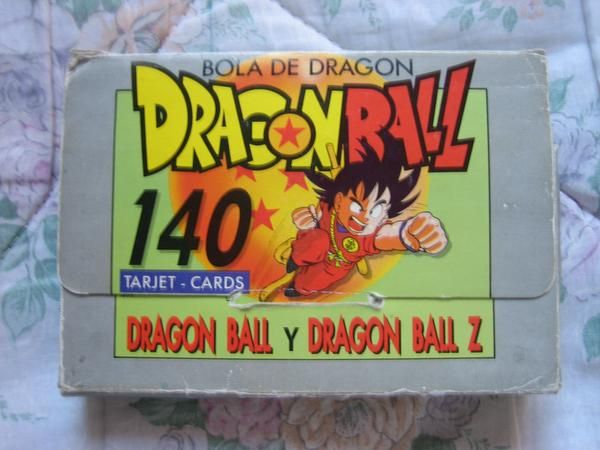 BOLA DE DRAGON
DRAGON BALL
140
TARJET - CARDS
DRAGON BALL Y DRAGON BALL Z